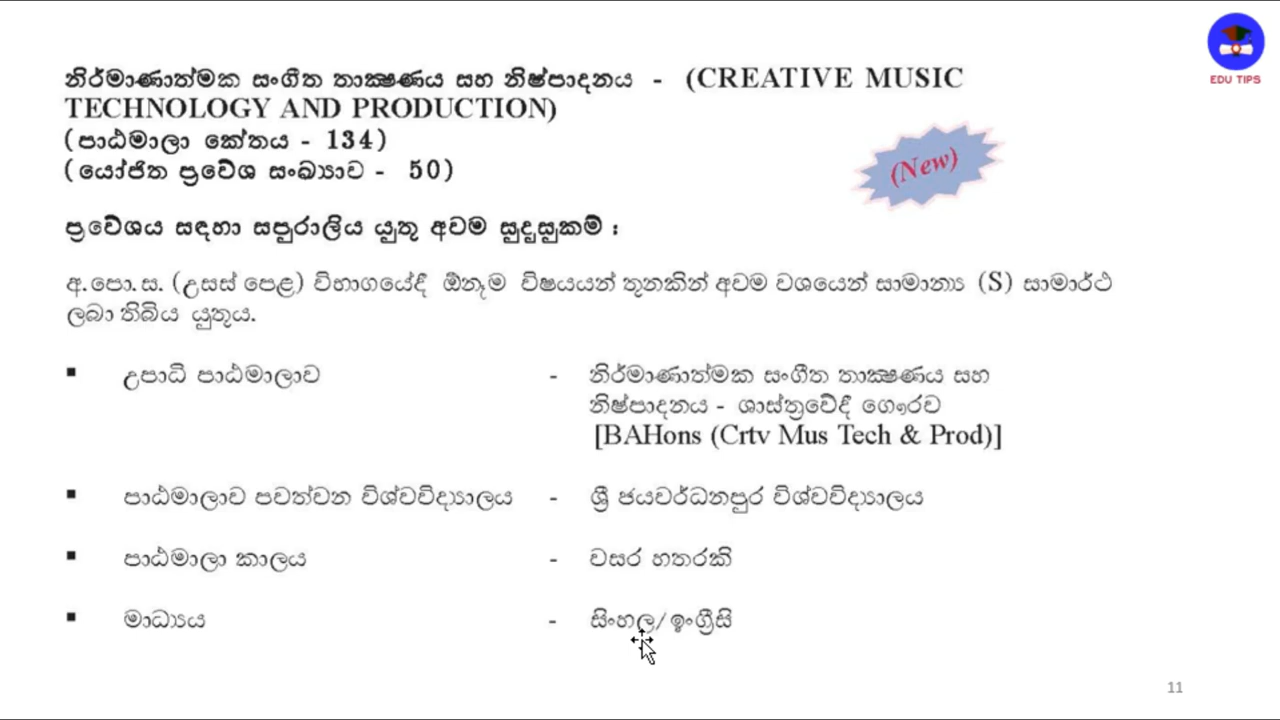 EDU TIPS
නිර්මාණාත්මක සංගීත තාක්ෂණය සහ නිෂ්පාදනය - (CREATIVE MUSIC
TECHNOLOGY AND PRODUCTION)
(පාඨමාලා කේතය - 134)
(යෝජිත ප්‍රවේශ සංඛ්‍යාව - 50)
(New)
ප්‍රවේශය සඳහා සපුරාලිය යුතු අවම සුදුසුකම් :
අ.පො.ස. (උසස් පෙළ) විභාගයේදී ඕනෑම විෂයයන් තුනකින් අවම වශයෙන් සාමාන්‍ය (S) සාමාර්ථ
ලබා තිබිය යුතුය.
▪ උපාධි පාඨමාලාව - නිර්මාණාත්මක සංගීත තාක්ෂණය සහ
නිෂ්පාදනය - ශාස්ත්‍රවේදී ගෞරව
[BAHons (Crtv Mus Tech & Prod)]
▪ පාඨමාලාව පවත්වන විශ්වවිද්‍යාලය - ශ්‍රී ජයවර්ධනපුර විශ්වවිද්‍යාලය
▪ පාඨමාලා කාලය - වසර හතරකි
▪ මාධ්‍යය - සිංහල/ඉංග්‍රීසි
11